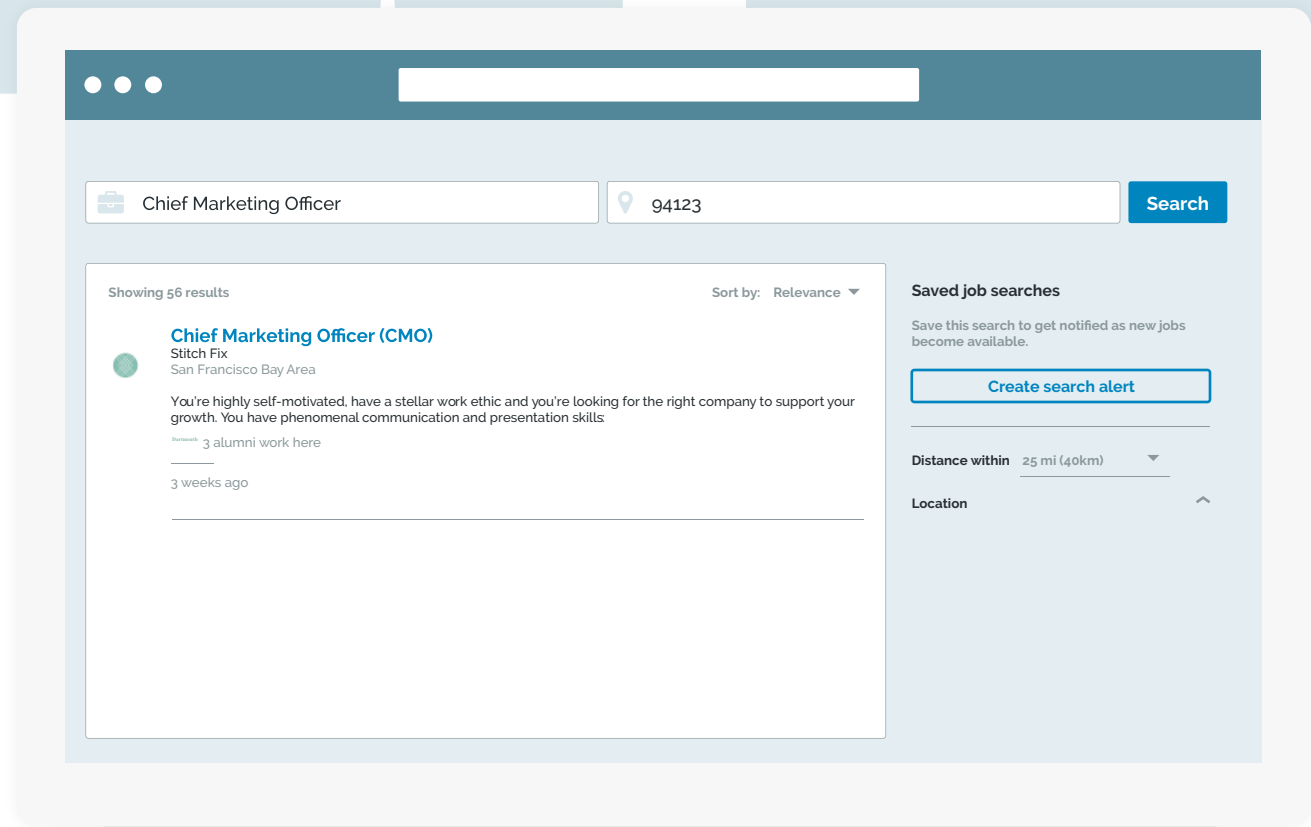 Chief Marketing Officer
94123
Search
Showing 56 results
Sort by: Relevance
Chief Marketing Officer (CMO)
Stitch Fix
San Francisco Bay Area
You're highly self-motivated, have a stellar work ethic and you're looking for the right company to support your
growth. You have phenomenal communication and presentation skills:
Dartmouth 3 alumni work here
3 weeks ago
Saved job searches
Save this search to get notified as new jobs
become available.
Create search alert
Distance within 25 mi (40km)
Location